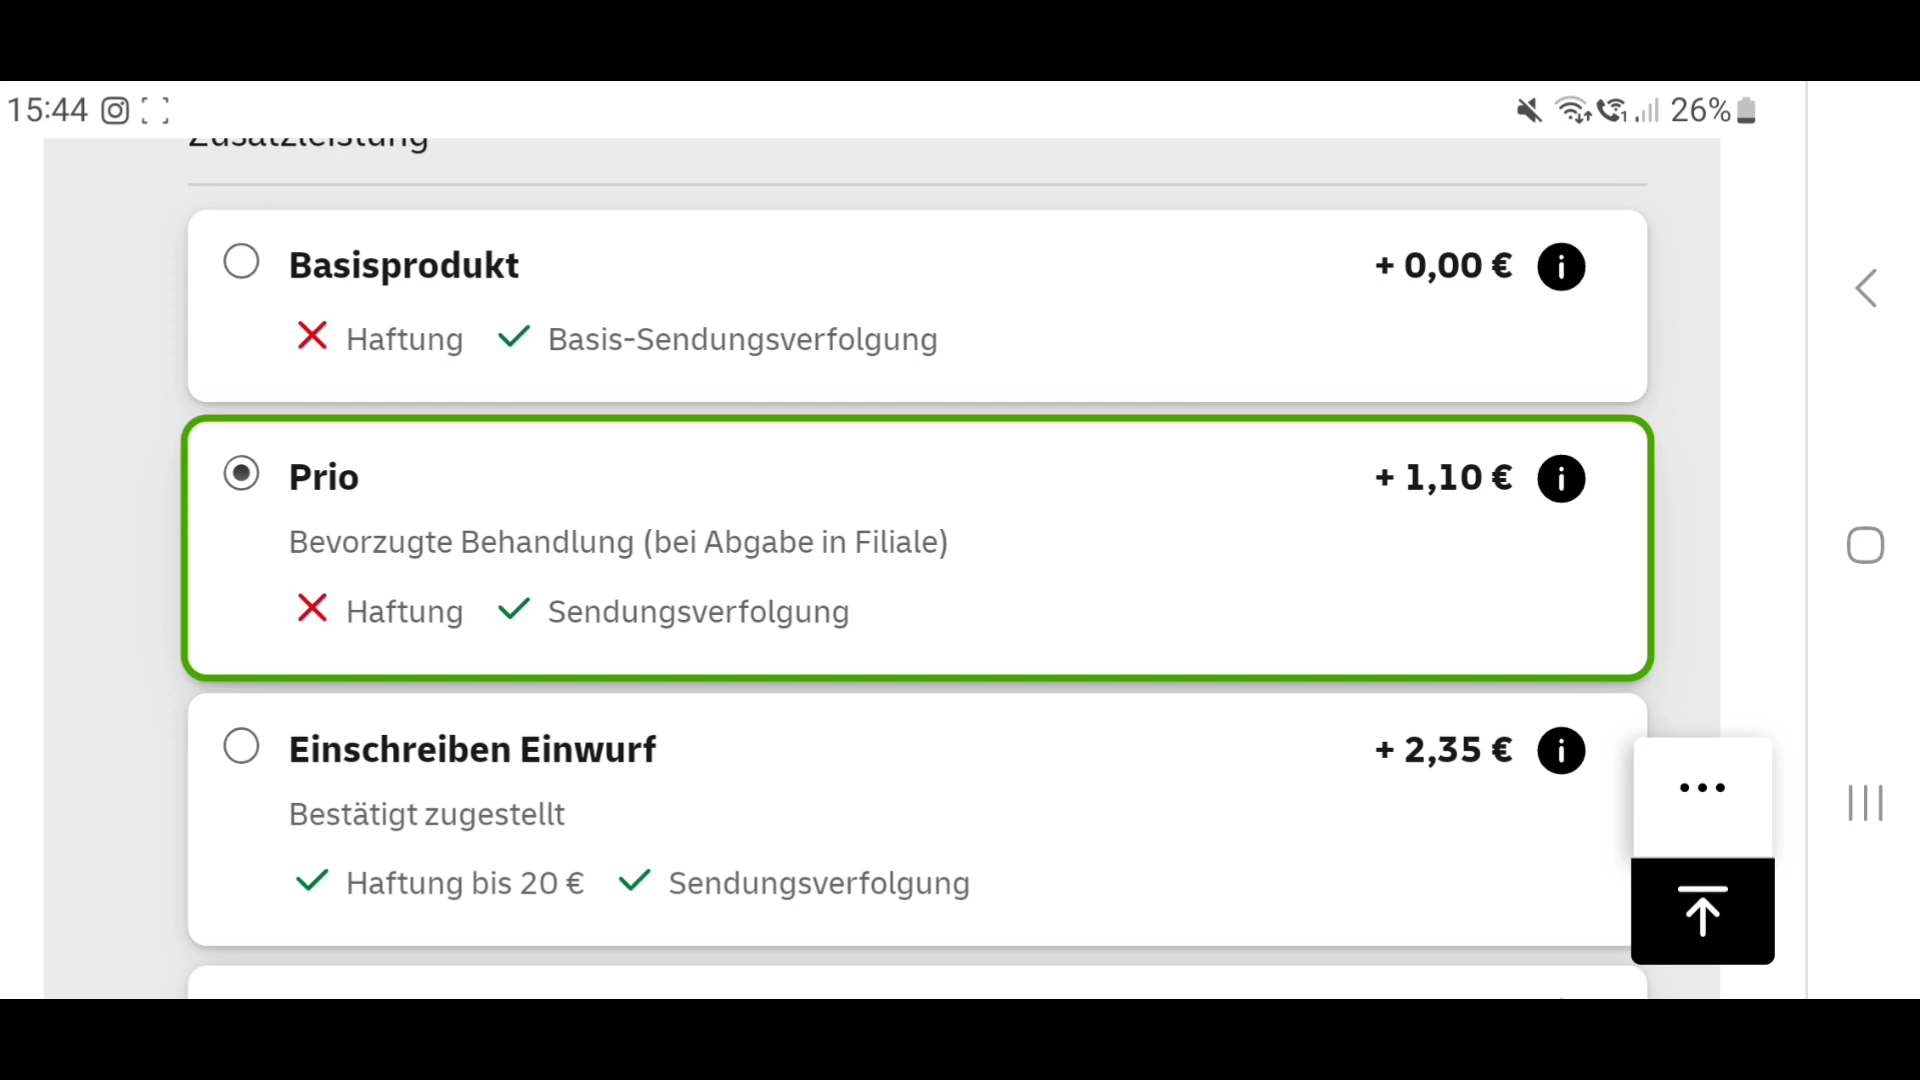 15:44
26%
Zusatzleistung
Basisprodukt + 0,00 €
Haftung Basis-Sendungsverfolgung
Prio + 1,10 €
Bevorzugte Behandlung (bei Abgabe in Filiale)
Haftung Sendungsverfolgung
Einschreiben Einwurf + 2,35 €
Bestätigt zugestellt
Haftung bis 20 € Sendungsverfolgung